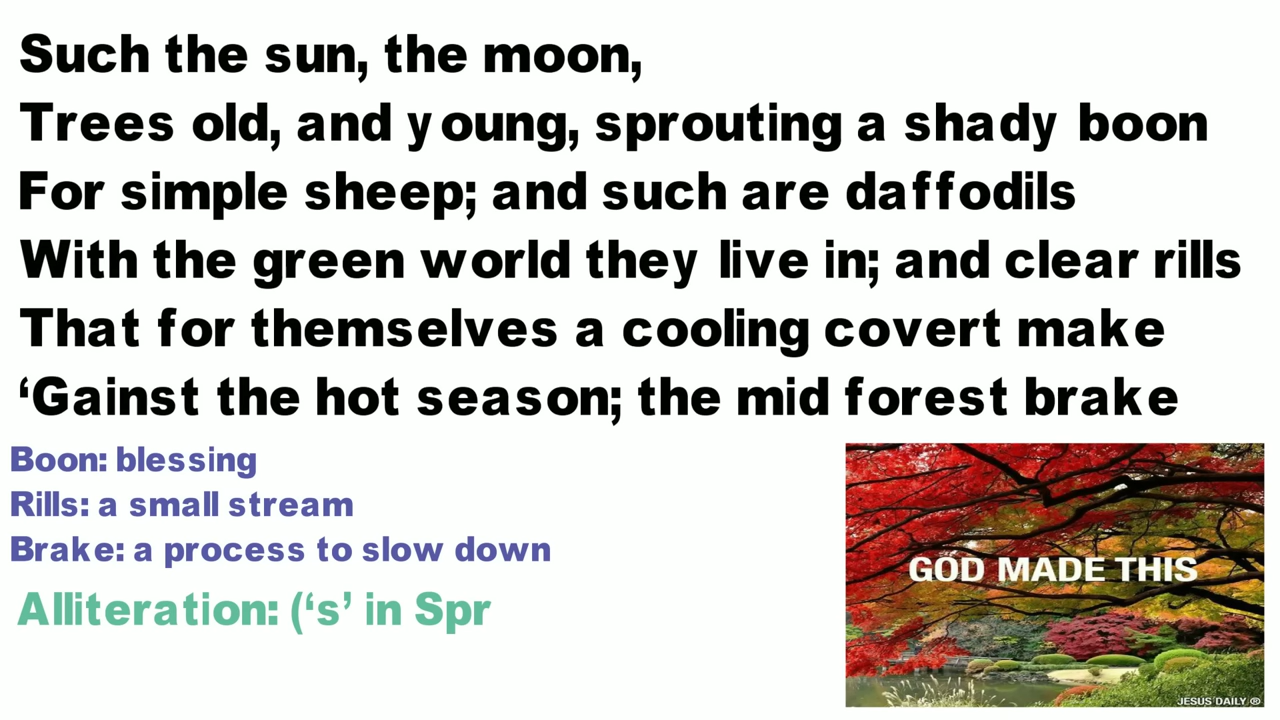 Such the sun, the moon,
Trees old, and young, sprouting a shady boon
For simple sheep; and such are daffodils
With the green world they live in; and clear rills
That for themselves a cooling covert make
‘Gainst the hot season; the mid forest brake
Boon: blessing
Rills: a small stream
Brake: a process to slow down
Alliteration: (‘s’ in Spr
GOD MADE THIS
JESUS DAILY ®